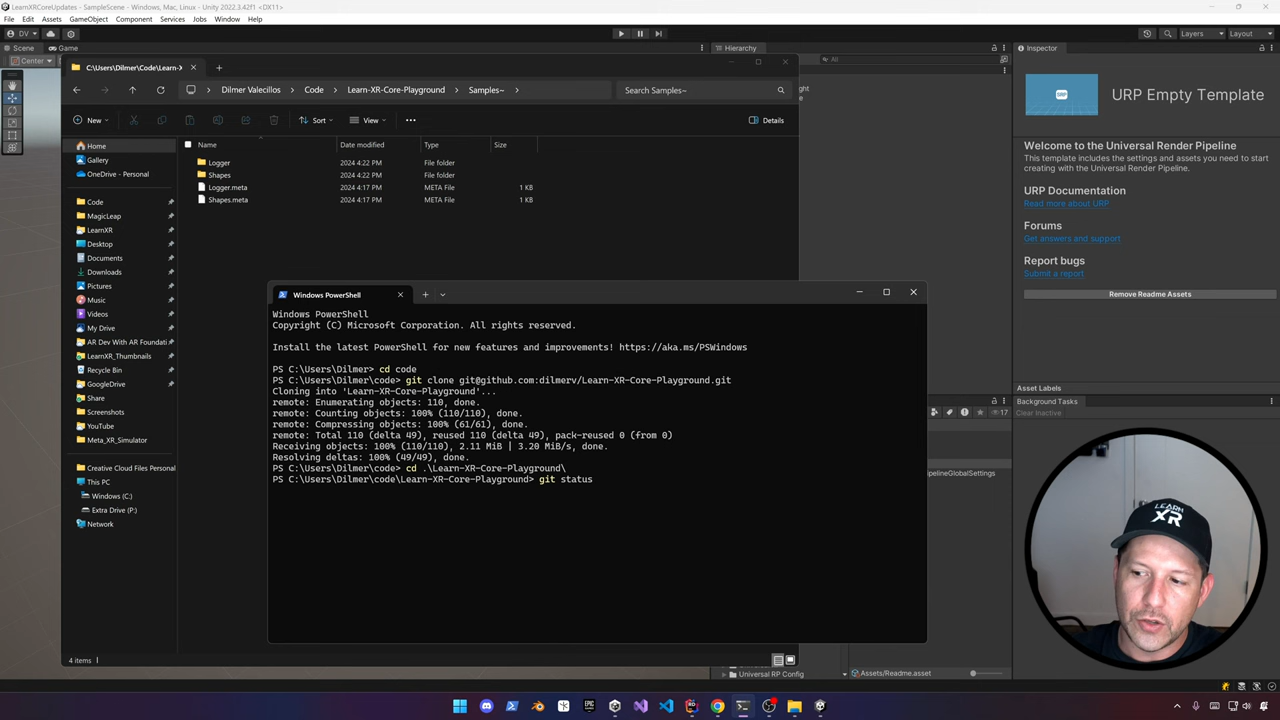 LearnXRCoreUpdates - SampleScene - Windows, Mac, Linux - Unity 2022.3.42f1 <DX11>
File Edit Assets GameObject Component Services Jobs Window Help
DV
Layers Layout
Scene Game
Hierarchy
Inspector
Center
All
C:\Users\Dilmer\Code\Learn-X
Dilmer Valecillos > Code > Learn-XR-Core-Playground > Samples~ >
Search Samples~
New Sort View ... Details
Home
Gallery
OneDrive - Personal
Code
MagicLeap
LearnXR
Desktop
Documents
Downloads
Pictures
Music
Videos
My Drive
AR Dev With AR Foundati
LearnXR_Thumbnails
Recycle Bin
GoogleDrive
Share
Screenshots
YouTube
Meta_XR_Simulator
Creative Cloud Files Personal
This PC
Windows (C:)
Extra Drive (P:)
Network
Name Date modified Type Size
Logger 2024 4:22 PM File folder
Shapes 2024 4:22 PM File folder
Logger.meta 2024 4:17 PM META File 1 KB
Shapes.meta 2024 4:17 PM META File 1 KB
4 items
Windows PowerShell
Windows PowerShell
Copyright (C) Microsoft Corporation. All rights reserved.
Install the latest PowerShell for new features and improvements! https://aka.ms/PSWindows
PS C:\Users\Dilmer> cd code
PS C:\Users\Dilmer\code> git clone git@github.com:dilmerv/Learn-XR-Core-Playground.git
Cloning into 'Learn-XR-Core-Playground'...
remote: Enumerating objects: 110, done.
remote: Counting objects: 100% (110/110), done.
remote: Compressing objects: 100% (61/61), done.
remote: Total 110 (delta 49), reused 110 (delta 49), pack-reused 0 (from 0)
Receiving objects: 100% (110/110), 2.11 MiB | 3.20 MiB/s, done.
Resolving deltas: 100% (49/49), done.
PS C:\Users\Dilmer\code> cd .\Learn-XR-Core-Playground\
PS C:\Users\Dilmer\code\Learn-XR-Core-Playground> git status
ght
URP
URP Empty Template
Welcome to the Universal Render Pipeline
This template includes the settings and assets you need to start
creating with the Universal Render Pipeline.
URP Documentation
Read more about URP
Forums
Get answers and support
Report bugs
Submit a report
Remove Readme Assets
Asset Labels
Background Tasks
Clear Inactive
17
ipelineGlobalSettings
Universal RP Config
Assets/Readme.asset
LEARN
XR